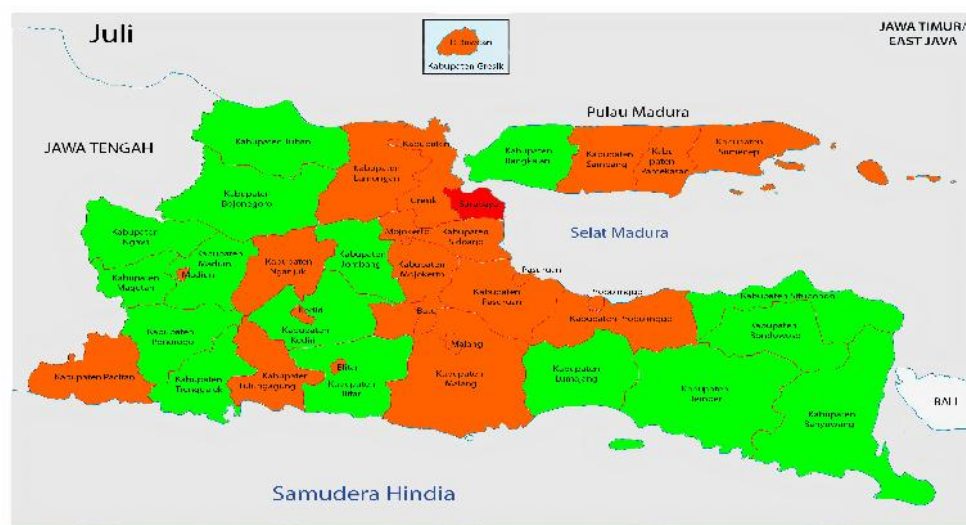 Juli
JAWA TIMUR/
EAST JAVA
Kabupaten Gresik
Pulau Madura
JAWA TENGAH
Kabupaten Tuban
Kabupaten
Lamongan
Kabupaten
Gresik
Kabupaten
Bangkalan
Kabupaten
Sampang
Kabu
paten
Pamekasan
Kabupaten
Sumenep
Kabupaten
Bojonegoro
Surabaya
Selat Madura
Kabupaten
Ngawi
Kabupaten
Madiun
Madiun
Kabupaten
Magetan
Kabupaten
Nganjuk
Kabupaten
Jombang
Mojokerto
Kabupaten
Sidoarjo
Kabupaten
Mojokerto
Pasuruan
Kabupaten
Pasuruan
Probolinggo
Kabupaten Probolinggo
Kabupaten Situbondo
Kabupaten
Bondowoso
Kabupaten
Ponorogo
Kediri
Kabupaten
Kediri
Batu
Malang
Kabupaten Pacitan
Kabupaten
Trenggalek
Kabupaten
Tulungagung
Blitar
Kabupaten
Blitar
Kabupaten
Malang
Kabupaten
Lumajang
Kabupaten
Jember
Kabupaten
Banyuwangi
BALI
Samudera Hindia